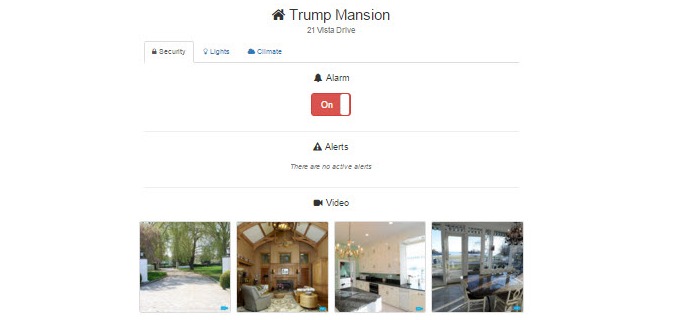 Trump Mansion
21 Vista Drive
Security Lights Climate
Alarm
On
Alerts
There are no active alerts
Video